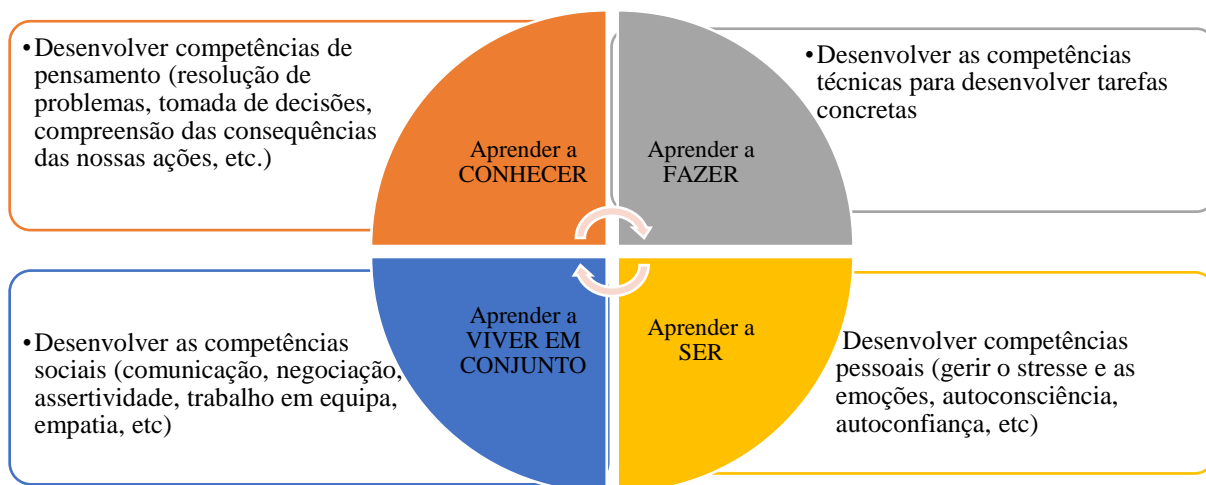 •Desenvolver competências de
pensamento (resolução de
problemas, tomada de decisões,
compreensão das consequências
das nossas ações, etc.)
Aprender a
CONHECER
Aprender a
FAZER
•Desenvolver as competências
técnicas para desenvolver tarefas
concretas
•Desenvolver as competências
sociais (comunicação, negociação,
assertividade, trabalho em equipa,
empatia, etc)
Aprender a
VIVER EM
CONJUNTO
Aprender a
SER
Desenvolver competências
pessoais (gerir o stresse e as
emoções, autoconsciência,
autoconfiança, etc)